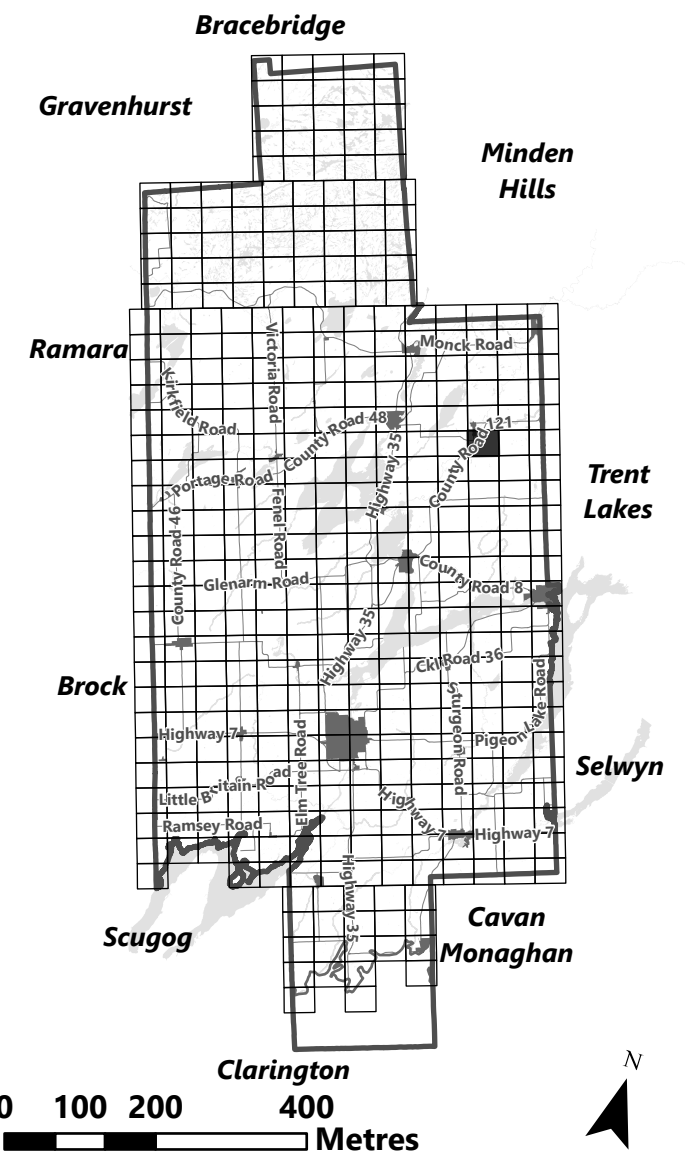 Bracebridge
Gravenhurst
Minden
Hills
Ramara
Victoria Road
Monck Road
Kirkfield Road
County Road 48
County Road 121
Highway 35
Portage Road
Trent
Lakes
Fenel Road
County Road 46
Glenarm Road
County Road 8
Highway 35
Ckl Road 36
Brock
Sturgeon Road
Pigeon Lake Road
Highway 7
Elm Tree Road
Selwyn
Little Britain Road
Highway 7
Ramsey Road
Highway 7
Highway 35
Scugog
Cavan
Monaghan
Clarington
N
0 100 200 400
Metres